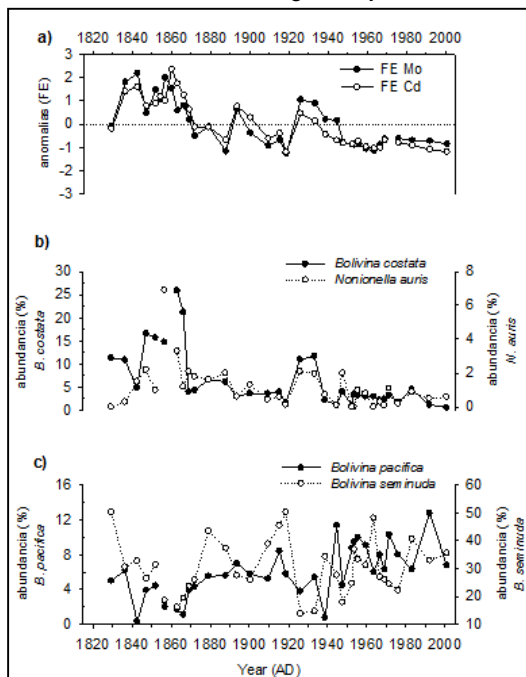 1820 1840 1860 1880 1900 1920 1940 1960 1980 2000
a)
anomalias (FE)
3
2
1
0
-1
-2
-3
FE Mo
FE Cd
b)
Bolivina costata
Nonionella auris
abundancia (%)
B. costata
30
25
20
15
10
5
0
8
6
4
2
0
abundancia (%)
N. auris
c)
Bolivina pacifica
Bolivina seminuda
abundancia (%)
B. pacifica
16
12
8
4
0
60
50
40
30
20
10
abundancia (%)
B. seminuda
1820 1840 1860 1880 1900 1920 1940 1960 1980 2000
Year (AD)